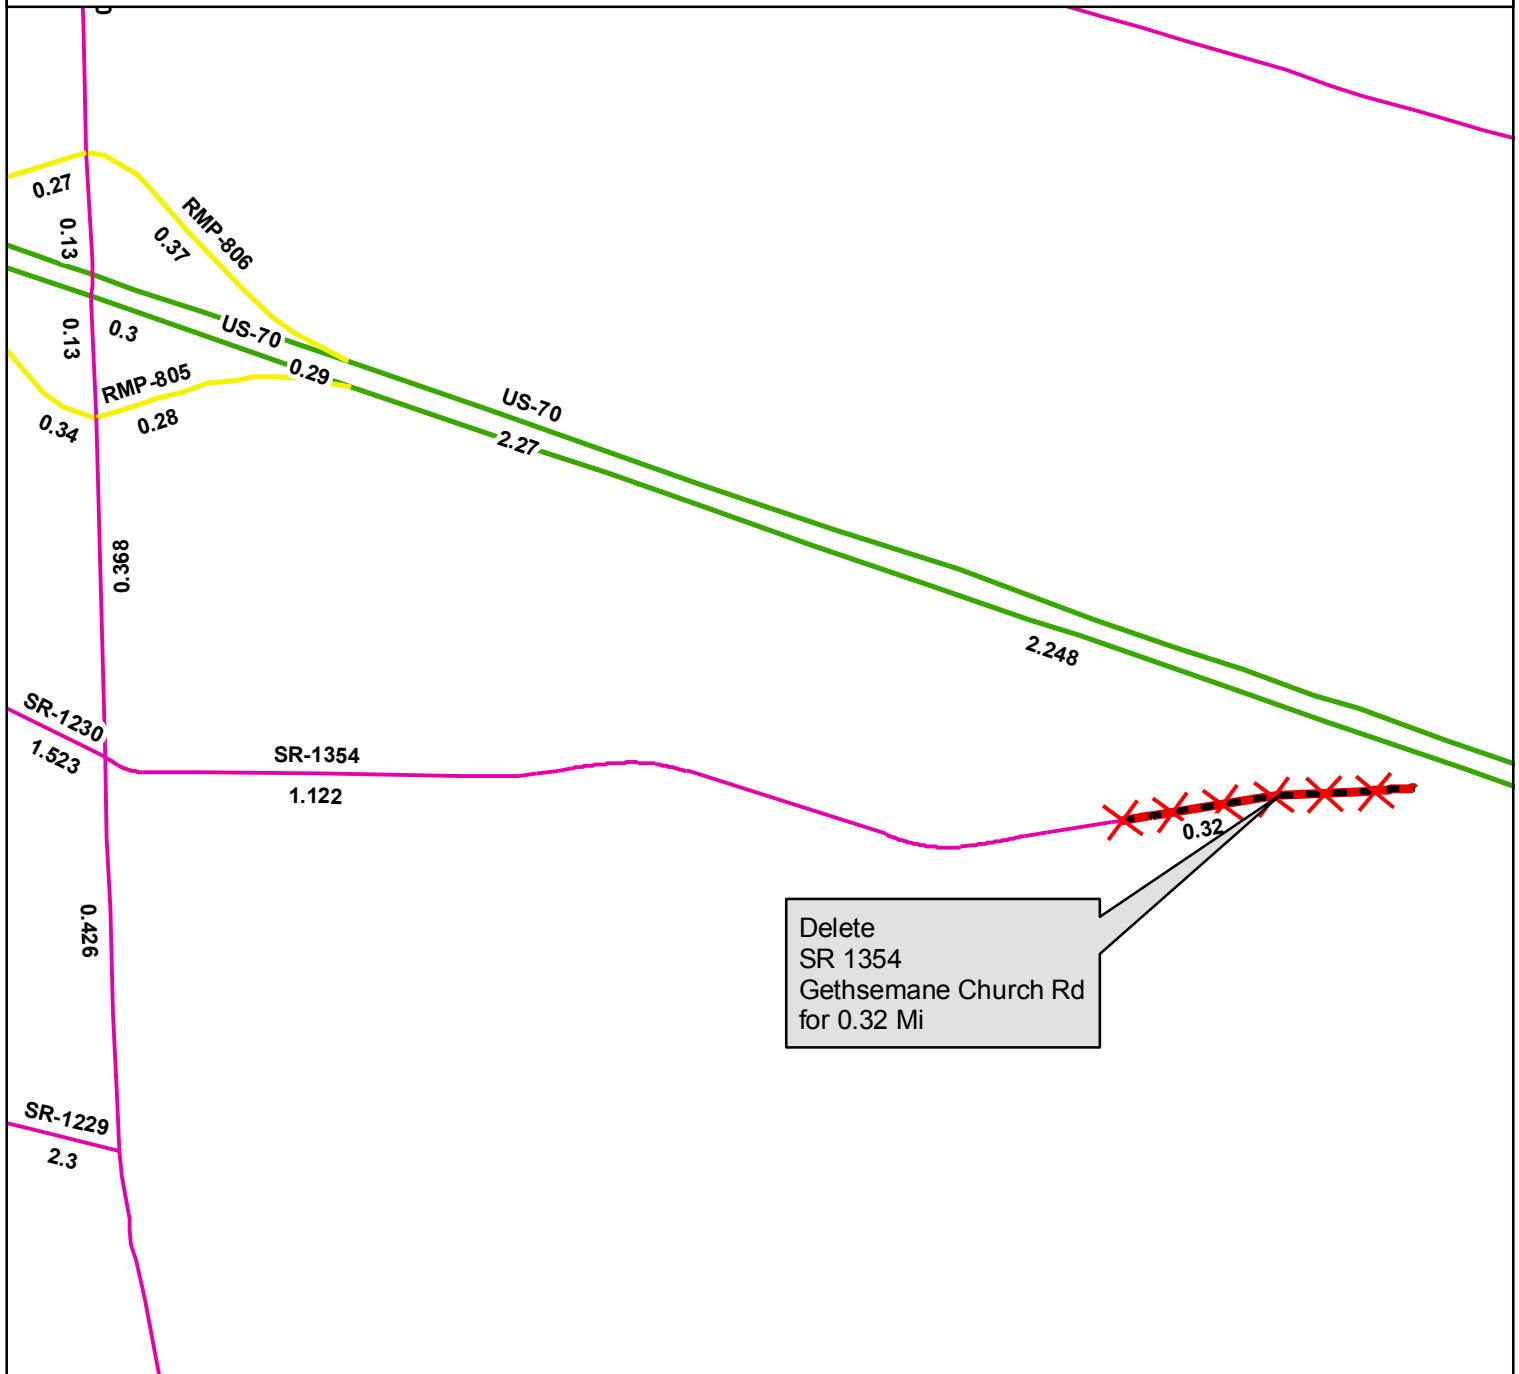 0.27
0.13
RMP-806
0.37
US-70
0.3
0.13
0.29
RMP-805
0.28
0.34
US-70
2.27
0.368
2.248
SR-1230
1.523
SR-1354
1.122
0.32
Delete
SR 1354
Gethsemane Church Rd
for 0.32 Mi
0.426
SR-1229
2.3